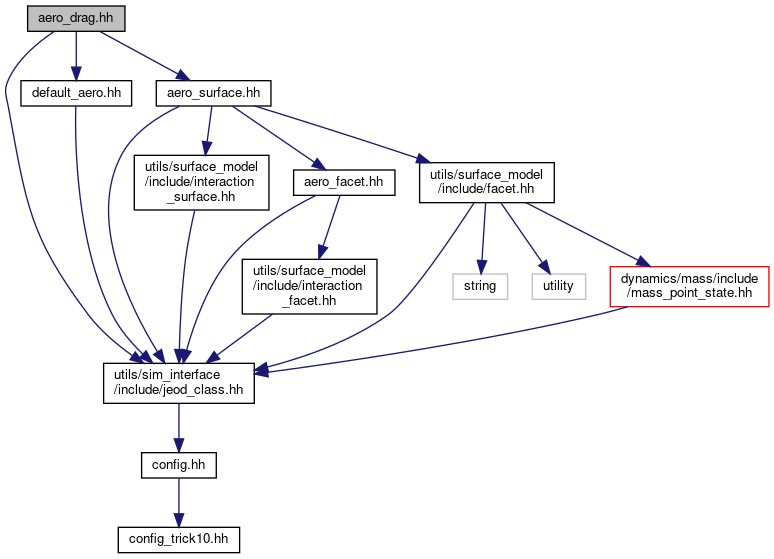 aero_drag.hh
default_aero.hh
aero_surface.hh
utils/surface_model
/include/interaction
_surface.hh
aero_facet.hh
utils/surface_model
/include/facet.hh
utils/surface_model
/include/interaction
_facet.hh
string
utility
dynamics/mass/include
/mass_point_state.hh
utils/sim_interface
/include/jeod_class.hh
config.hh
config_trick10.hh